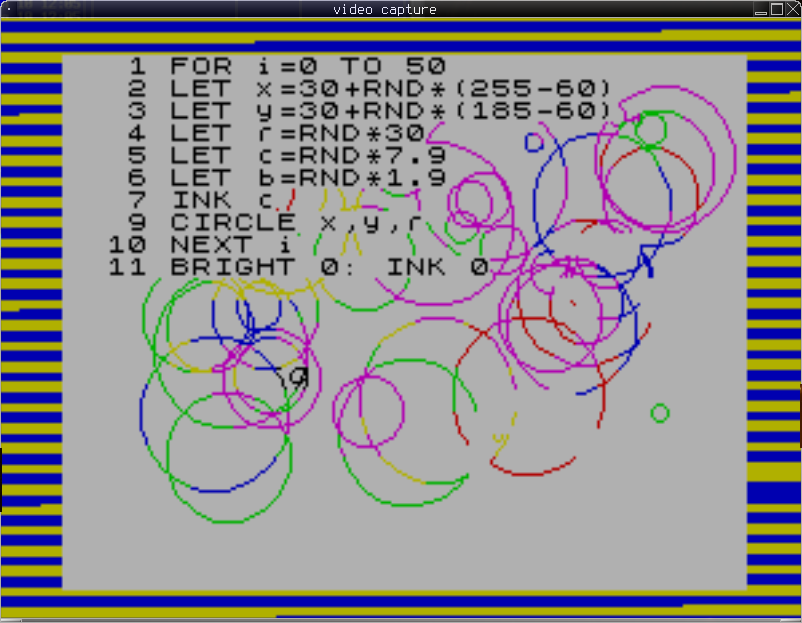 video capture
1 FOR i=0 TO 50
2 LET x=30+RND*(255-60)
3 LET y=30+RND*(185-60)
4 LET r=RND*30
5 LET c=RND*7.9
6 LET b=RND*1.9
7 INK c
9 CIRCLE x,y,r
10 NEXT i
11 BRIGHT 0: INK 0